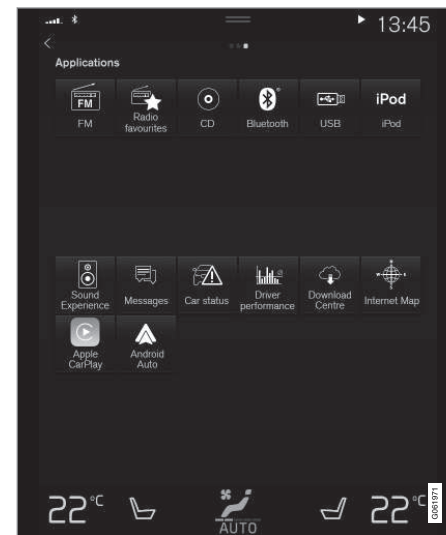 13:45
Applications
FM
iPod
FM
Radio
favourites
CD
Bluetooth
USB
iPod
Sound
Experience
Messages
Car status
Driver
performance
Download
Centre
Internet Map
Apple
CarPlay
Android
Auto
22°C
AUTO
22°C
G061971